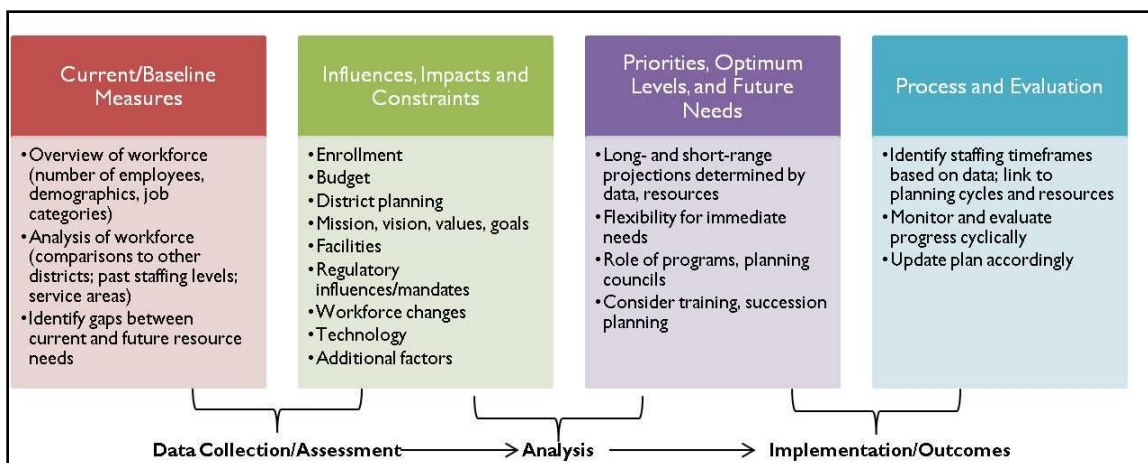 Current/Baseline
Measures
• Overview of workforce
(number of employees,
demographics, job
categories)
• Analysis of workforce
(comparisons to other
districts; past staffing levels;
service areas)
• Identify gaps between
current and future resource
needs
Influences, Impacts and
Constraints
• Enrollment
• Budget
• District planning
• Mission, vision, values, goals
• Facilities
• Regulatory
influences/mandates
• Workforce changes
• Technology
• Additional factors
Priorities, Optimum
Levels, and Future
Needs
• Long- and short-range
projections determined by
data, resources
• Flexibility for immediate
needs
• Role of programs, planning
councils
• Consider training, succession
planning
Process and Evaluation
• Identify staffing timeframes
based on data; link to
planning cycles and resources
• Monitor and evaluate
progress cyclically
• Update plan accordingly
Data Collection/Assessment
Analysis
Implementation/Outcomes